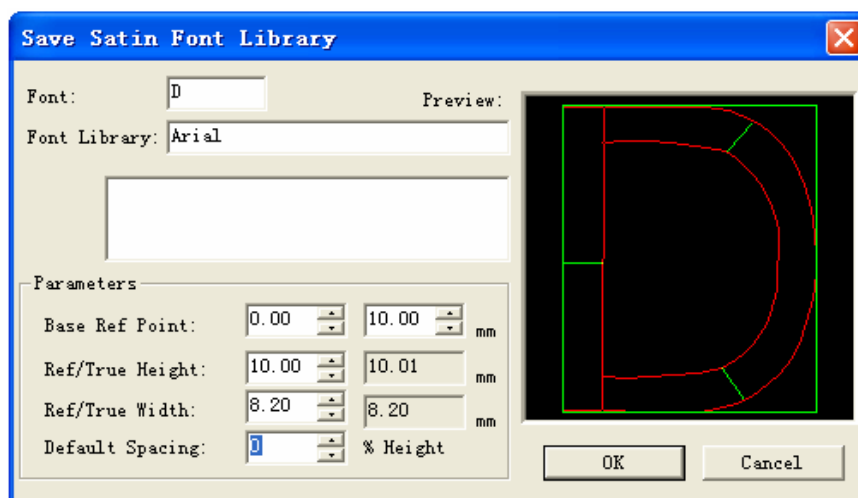 Save Satin Font Library
Font: D
Preview:
Font Library: Arial
Parameters
Base Ref Point: 0.00 10.00 mm
Ref/True Height: 10.00 10.01 mm
Ref/True Width: 8.20 8.20 mm
Default Spacing: 0 % Height
OK Cancel